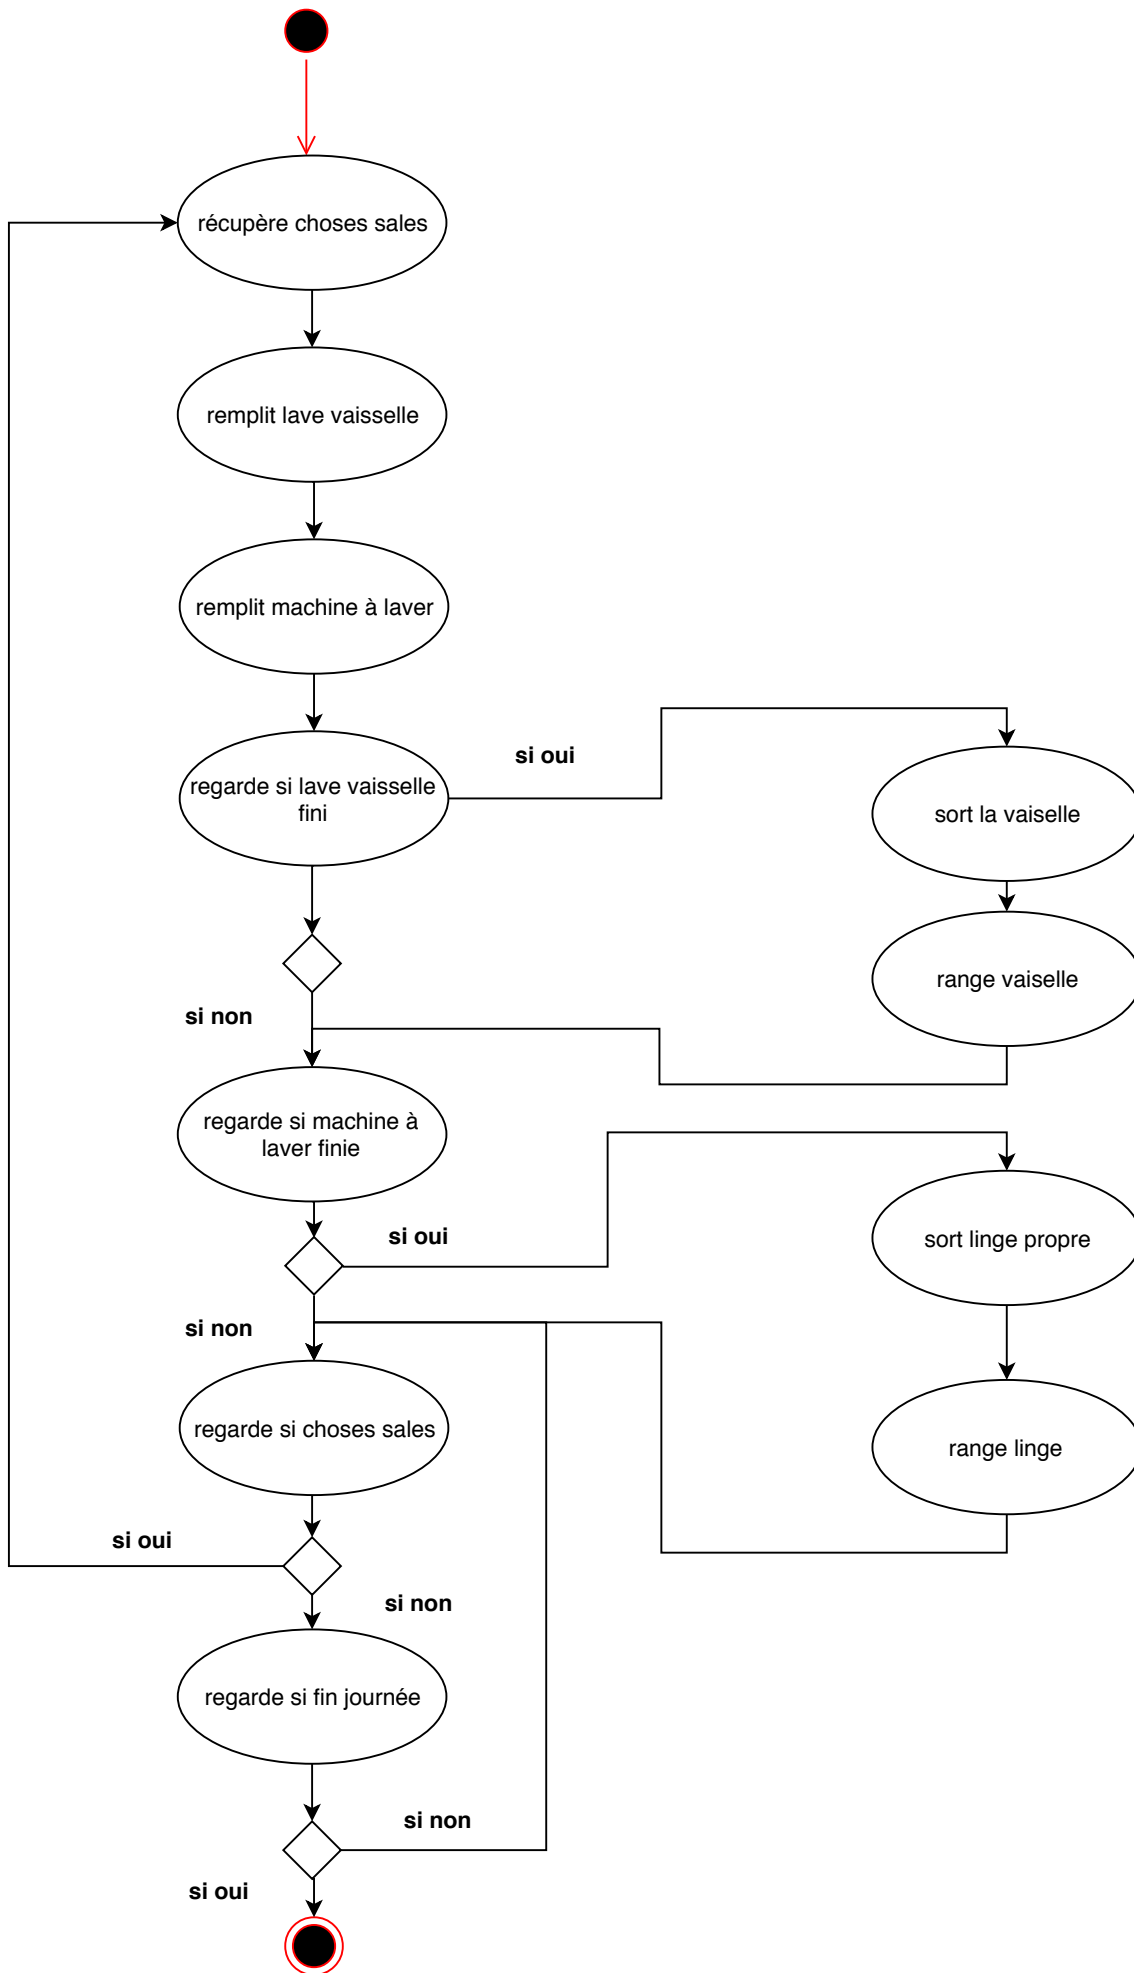 récupère choses sales
remplit lave vaisselle
remplit machine à laver
regarde si lave vaisselle
fini
si oui
sort la vaiselle
range vaiselle
si non
regarde si machine à
laver finie
si oui
sort linge propre
si non
regarde si choses sales
range linge
si oui
si non
regarde si fin journée
si non
si oui